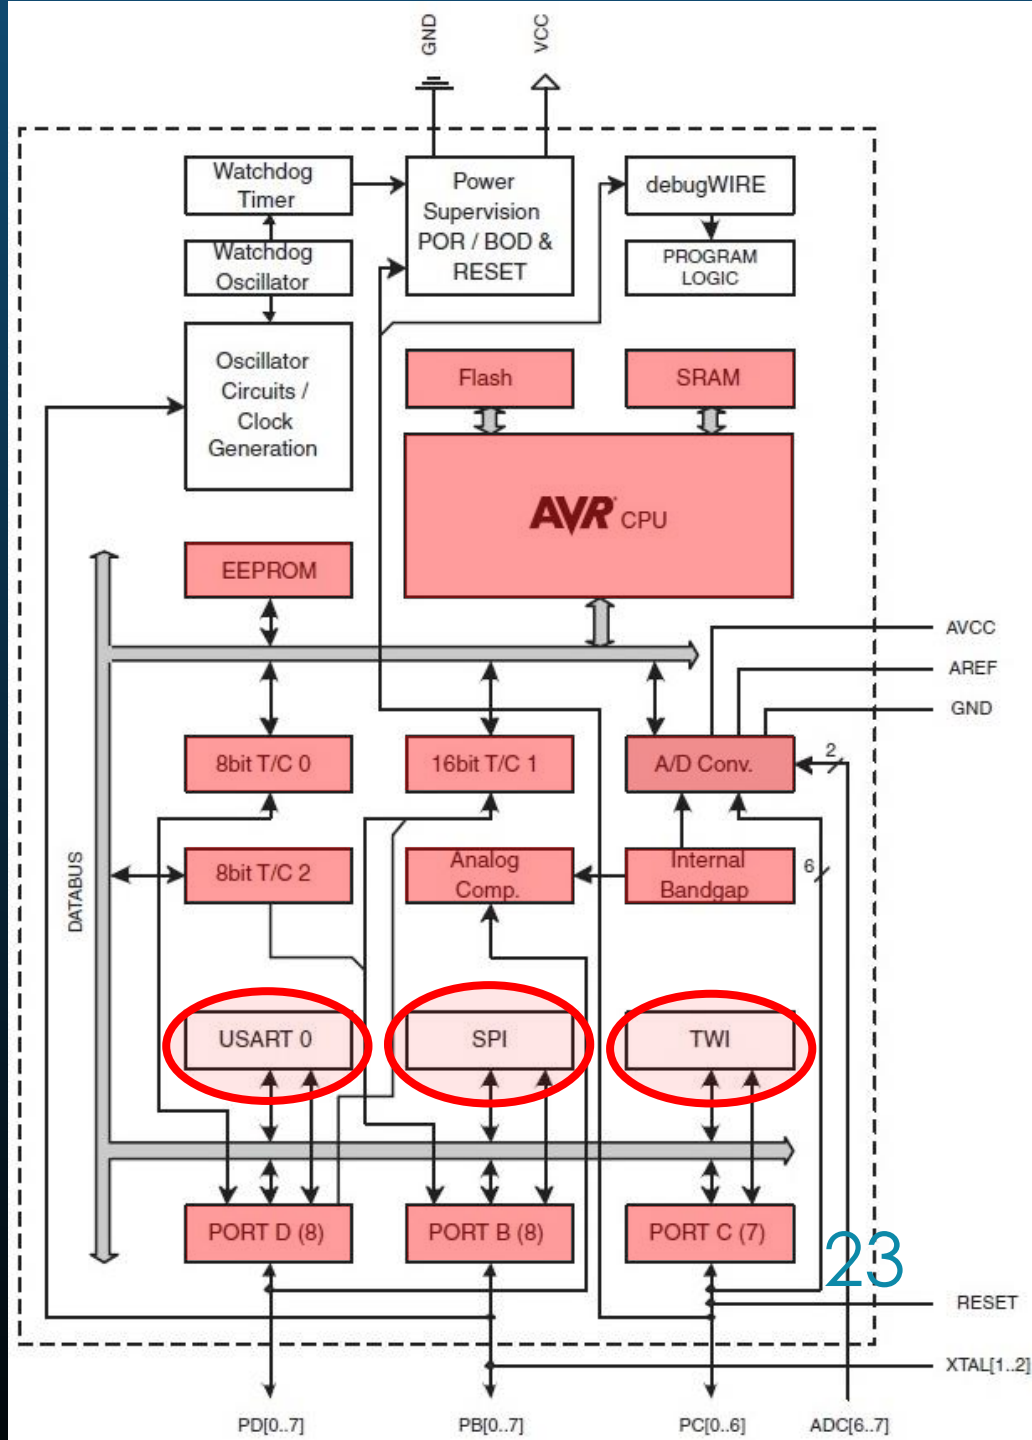 GND
VCC
Watchdog
Timer
Power
Supervision
POR / BOD &
RESET
debugWIRE
Watchdog
Oscillator
PROGRAM
LOGIC
Oscillator
Circuits /
Clock
Generation
Flash
SRAM
AVR CPU
EEPROM
AVCC
AREF
GND
8bit T/C 0
16bit T/C 1
A/D Conv.
2
DATABUS
8bit T/C 2
Analog
Comp.
Internal
Bandgap
6
USART 0
SPI
TWI
PORT D (8)
PORT B (8)
PORT C (7)
23
RESET
XTAL[1..2]
PD[0..7]
PB[0..7]
PC[0..6]
ADC[6..7]